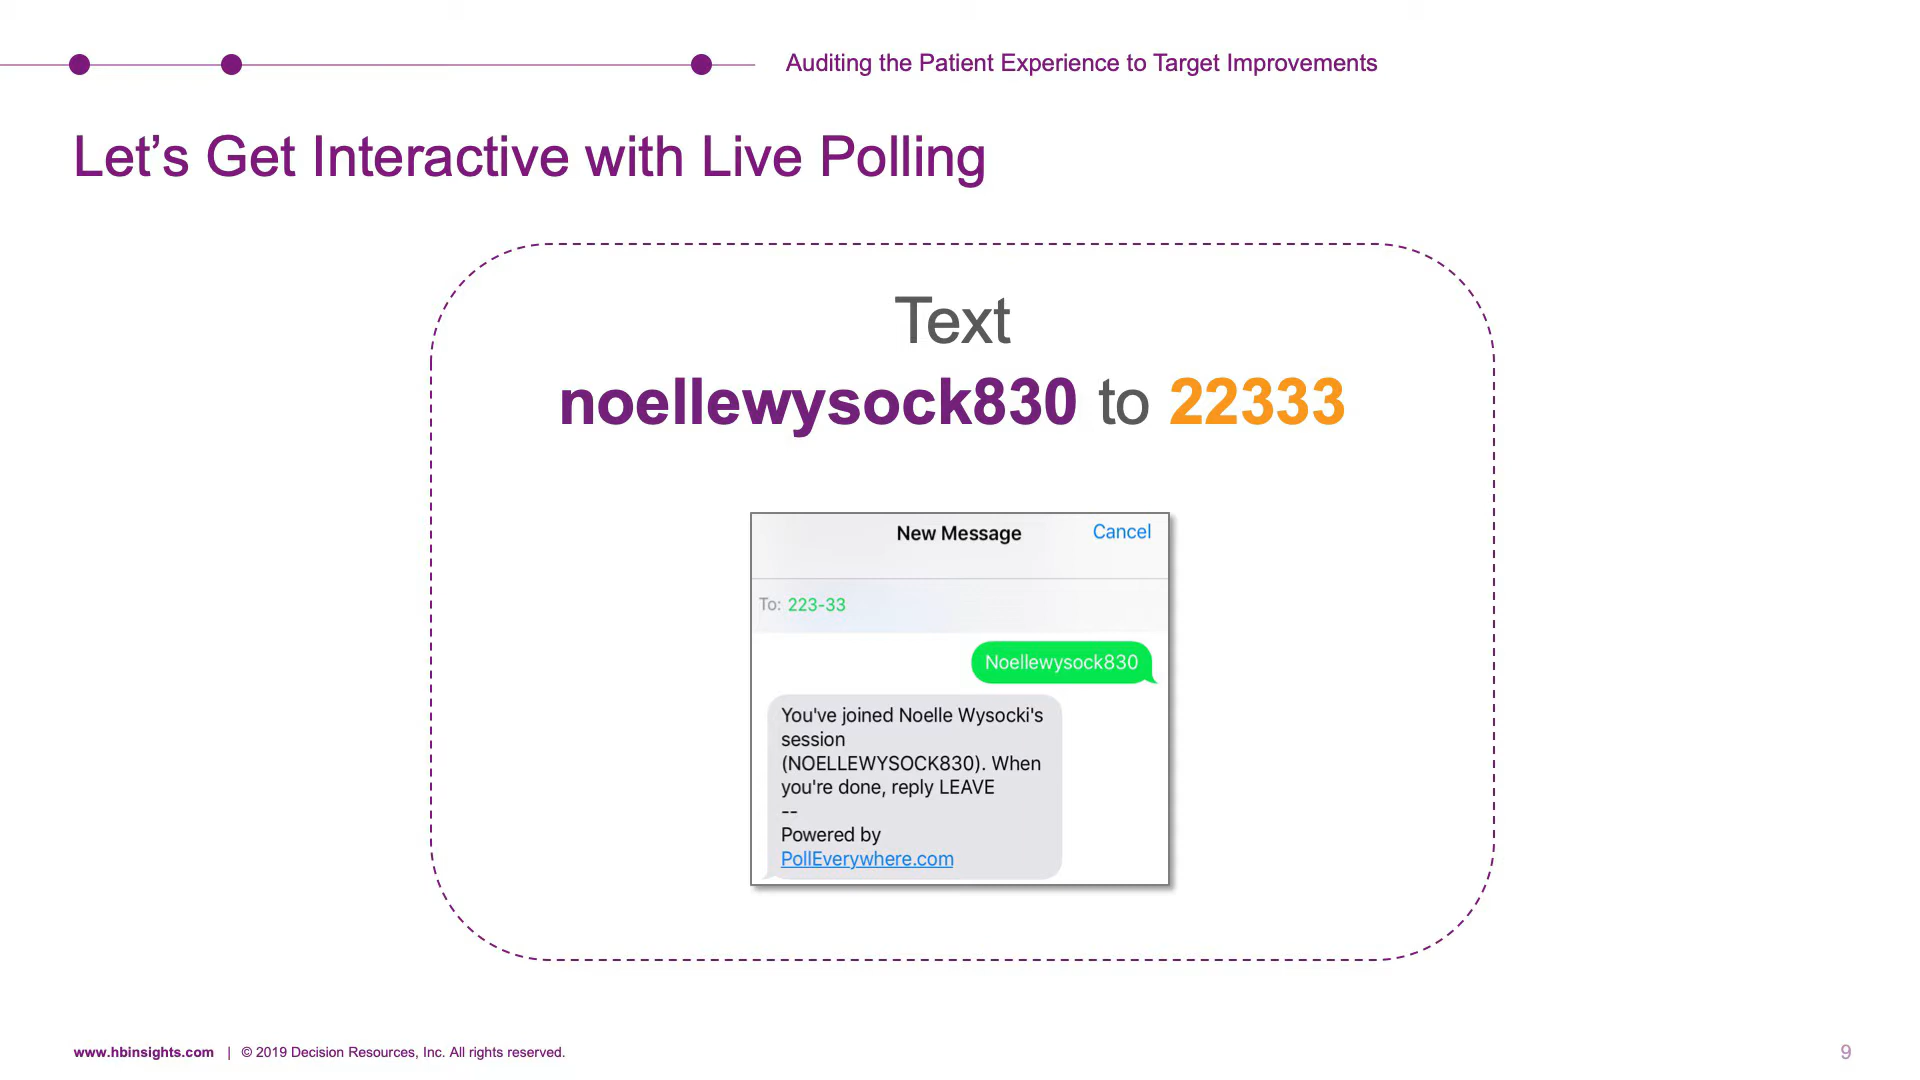 Auditing the Patient Experience to Target Improvements
Let’s Get Interactive with Live Polling
Text
noellewysock830 to 22333
New Message
Cancel
To: 223-33
Noellewysock830
You've joined Noelle Wysocki's
session
(NOELLEWYSOCK830). When
you're done, reply LEAVE
--
Powered by
PollEverywhere.com
www.hbinsights.com | © 2019 Decision Resources, Inc. All rights reserved.
9